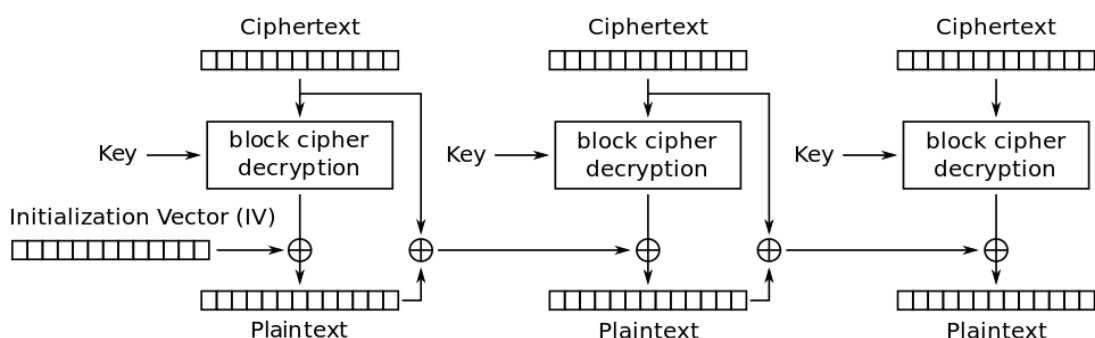 Ciphertext
Ciphertext
Ciphertext
Key
block cipher
decryption
Key
block cipher
decryption
Key
block cipher
decryption
Initialization Vector (IV)
Plaintext
Plaintext
Plaintext